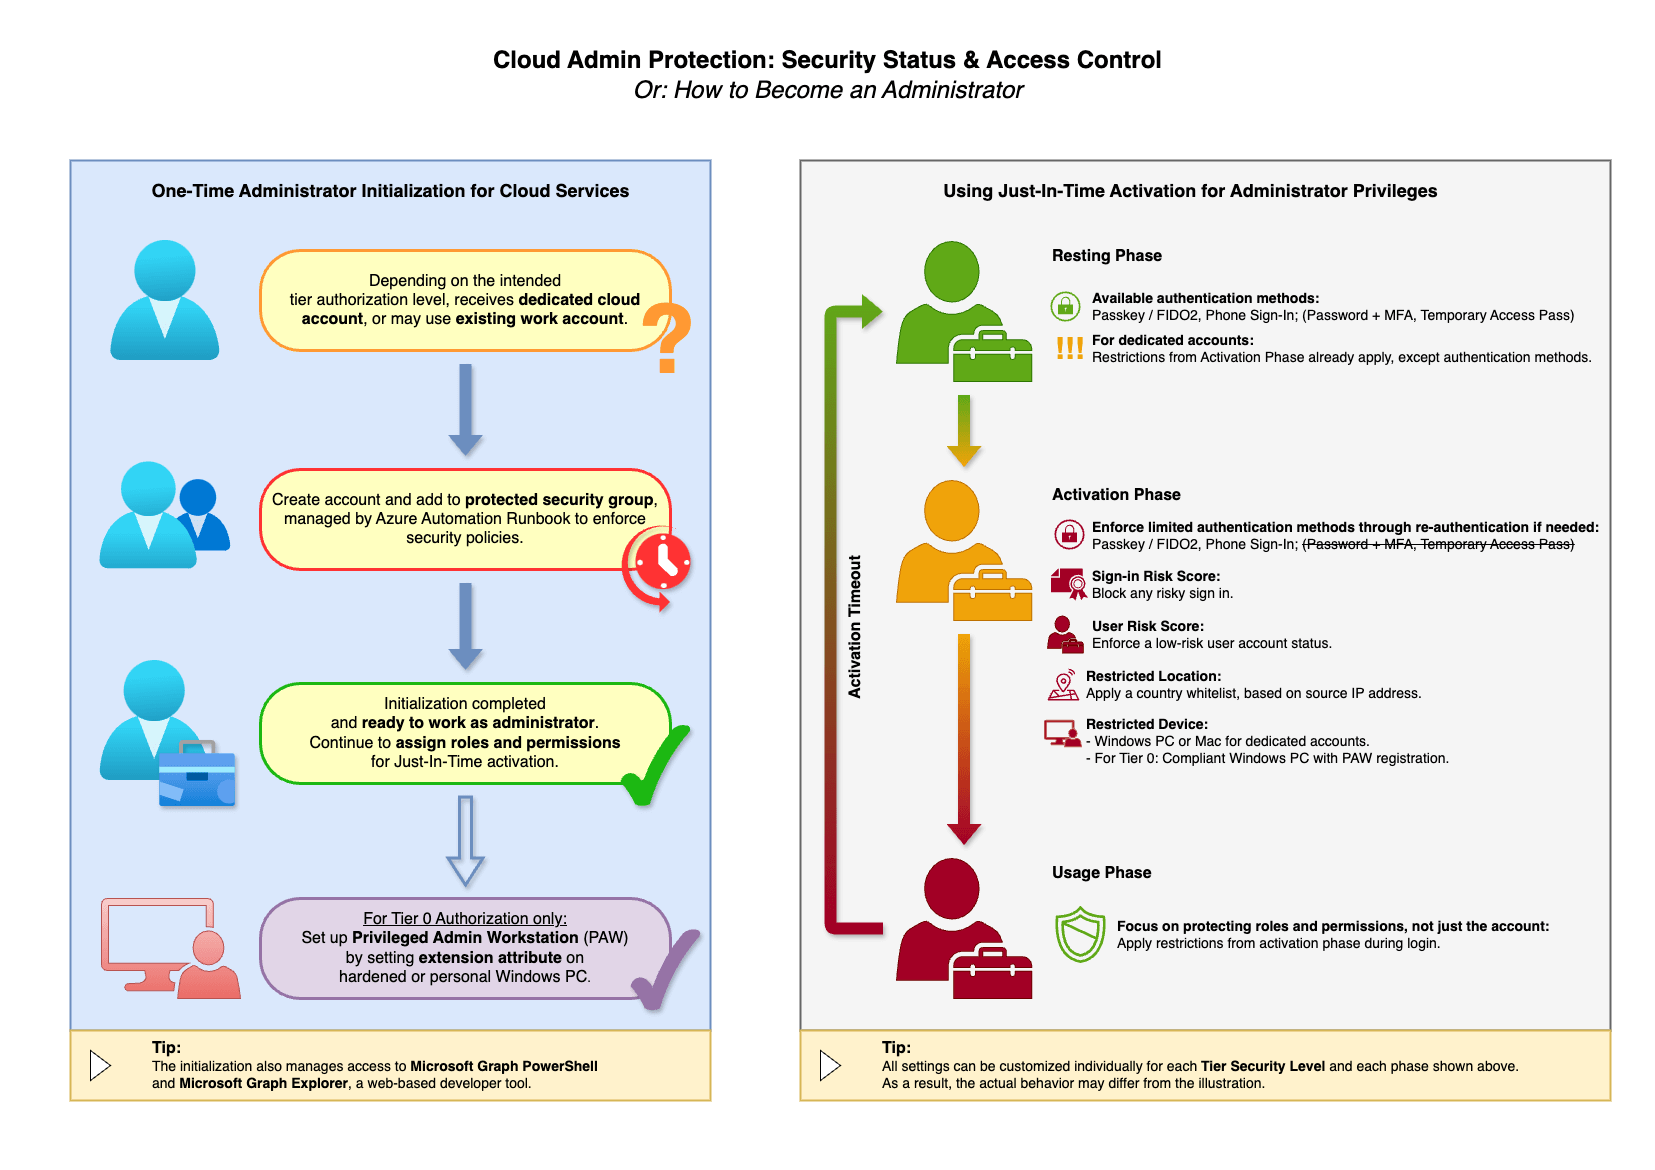 Cloud Admin Protection: Security Status & Access Control
Or: How to Become an Administrator
One-Time Administrator Initialization for Cloud Services
Depending on the intended
tier authorization level, receives dedicated cloud
account, or may use existing work account.
?
Create account and add to protected security group,
managed by Azure Automation Runbook to enforce
security policies.
Initialization completed
and ready to work as administrator.
Continue to assign roles and permissions
for Just-In-Time activation.
For Tier 0 Authorization only:
Set up Privileged Admin Workstation (PAW)
by setting extension attribute on
hardened or personal Windows PC.
Tip:
The initialization also manages access to Microsoft Graph PowerShell
and Microsoft Graph Explorer, a web-based developer tool.
Using Just-In-Time Activation for Administrator Privileges
Resting Phase
Available authentication methods:
Passkey / FIDO2, Phone Sign-In; (Password + MFA, Temporary Access Pass)
!!!
For dedicated accounts:
Restrictions from Activation Phase already apply, except authentication methods.
Activation Timeout
Activation Phase
Enforce limited authentication methods through re-authentication if needed:
Passkey / FIDO2, Phone Sign-In; (Password + MFA, Temporary Access Pass)
Sign-in Risk Score:
Block any risky sign in.
User Risk Score:
Enforce a low-risk user account status.
Restricted Location:
Apply a country whitelist, based on source IP address.
Restricted Device:
- Windows PC or Mac for dedicated accounts.
- For Tier 0: Compliant Windows PC with PAW registration.
Usage Phase
Focus on protecting roles and permissions, not just the account:
Apply restrictions from activation phase during login.
Tip:
All settings can be customized individually for each Tier Security Level and each phase shown above.
As a result, the actual behavior may differ from the illustration.